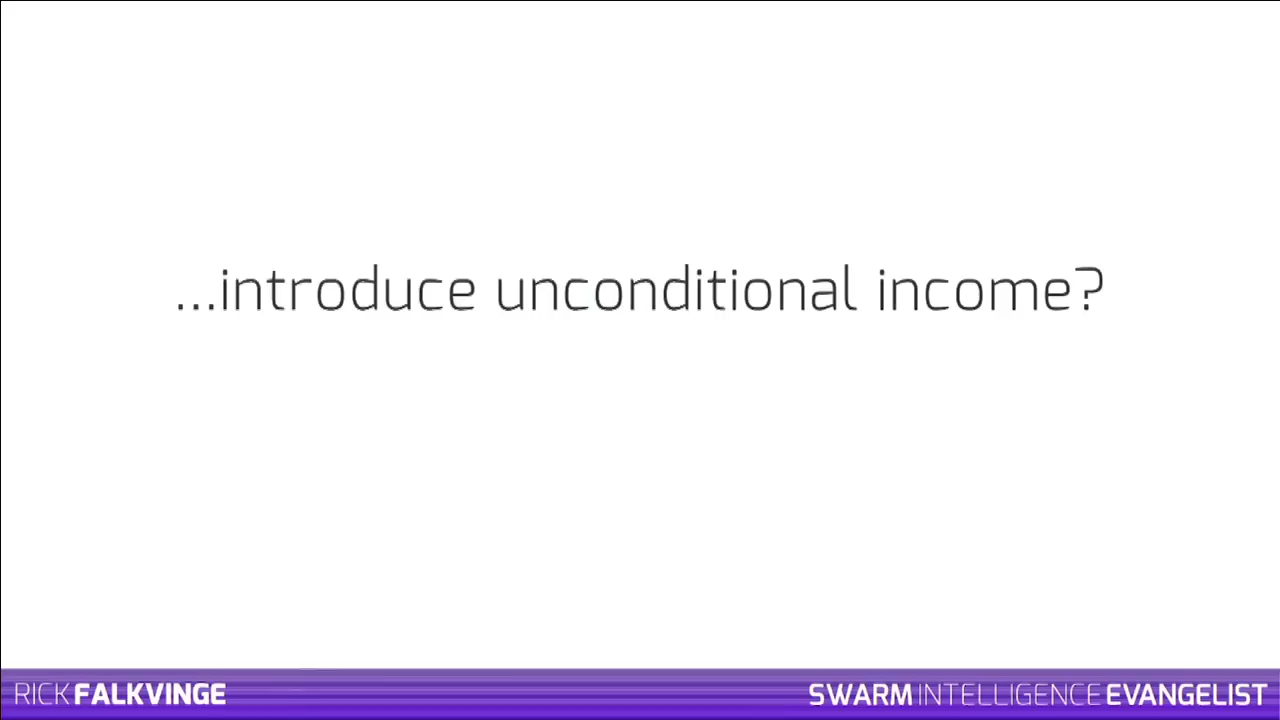 ...introduce unconditional income?
RICK FALKVINGE
SWARM INTELLIGENCE EVANGELIST